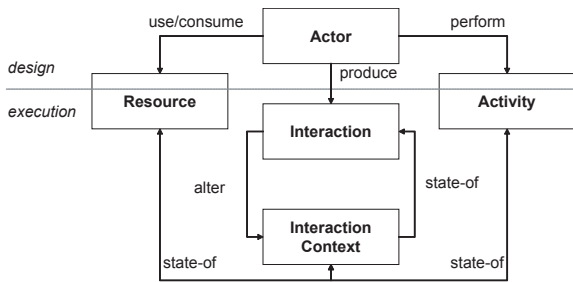 use/consume
Actor
perform
design
produce
Resource
Activity
execution
Interaction
alter
state-of
Interaction
Context
state-of
state-of